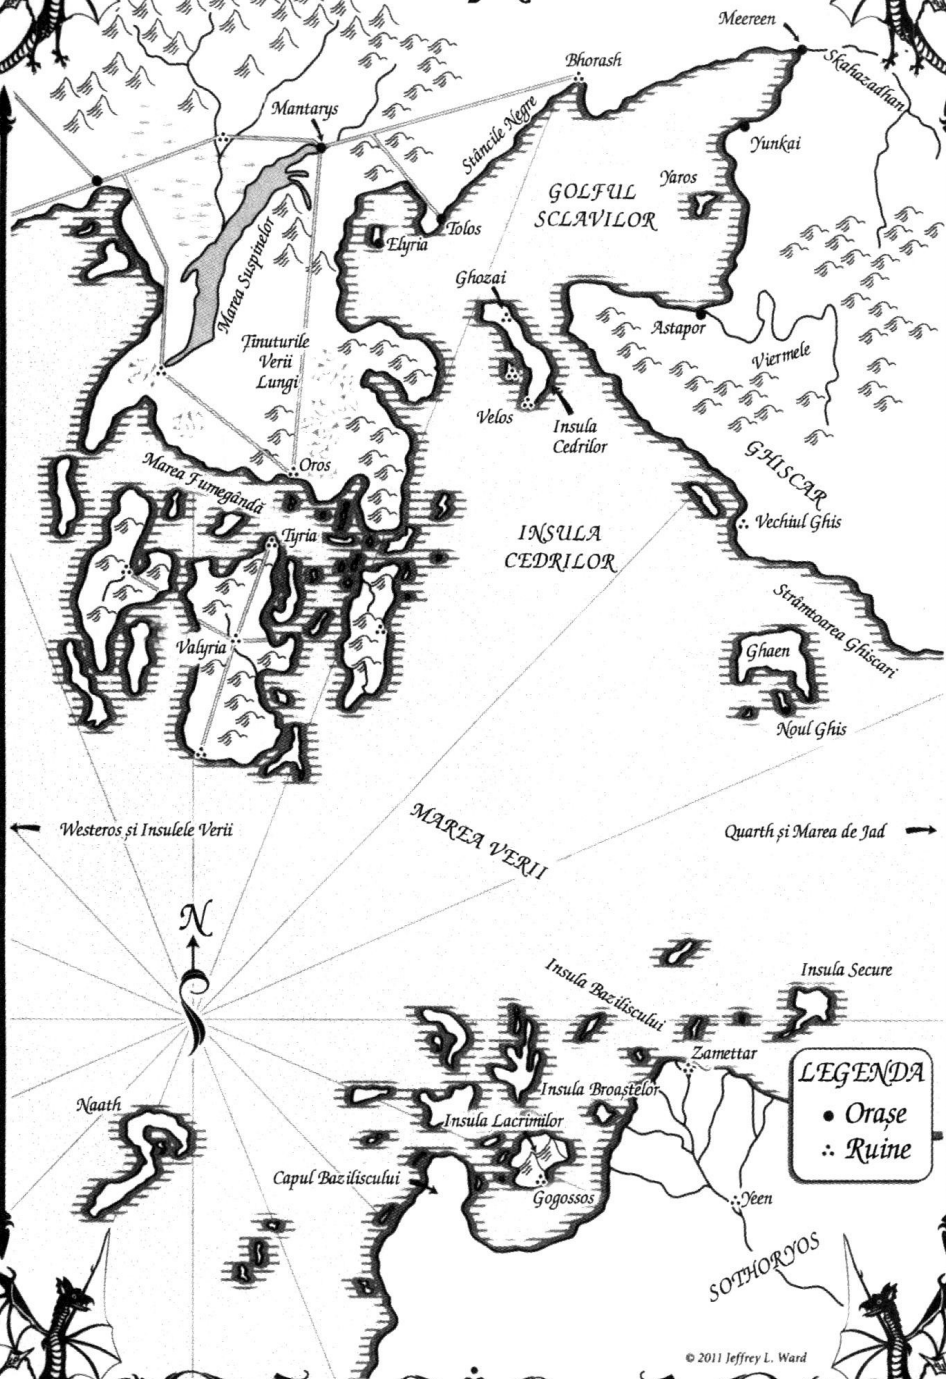 Meereen
Skahazadhan
Bhorash
Mantarys
Stâncile Negre
Yunkai
Yaros
GOLFUL
SCLAVILOR
Tolos
Elyria
Marea Suspinelor
Ghozai
Astapor
Viermele
Ținuturile
Verii
Lungi
Velos
Insula
Cedrilor
GHISCAR
Oros
Marea Fumegândă
Vechiul Ghis
Tyria
INSULA
CEDRILOR
Strâmtoarea Ghiscari
Valyria
Ghaen
Noul Ghis
Westeros și Insulele Verii
MAREA VERII
Quarth și Marea de Jad
N
Insula Baziliscului
Insula Secure
Zamettar
LEGENDA
Orașe
Ruine
Insula Broaștelor
Naath
Insula Lacrimilor
Capul Baziliscului
Gogossos
Yeen
SOTHORYOS
© 2011 Jeffrey L. Ward